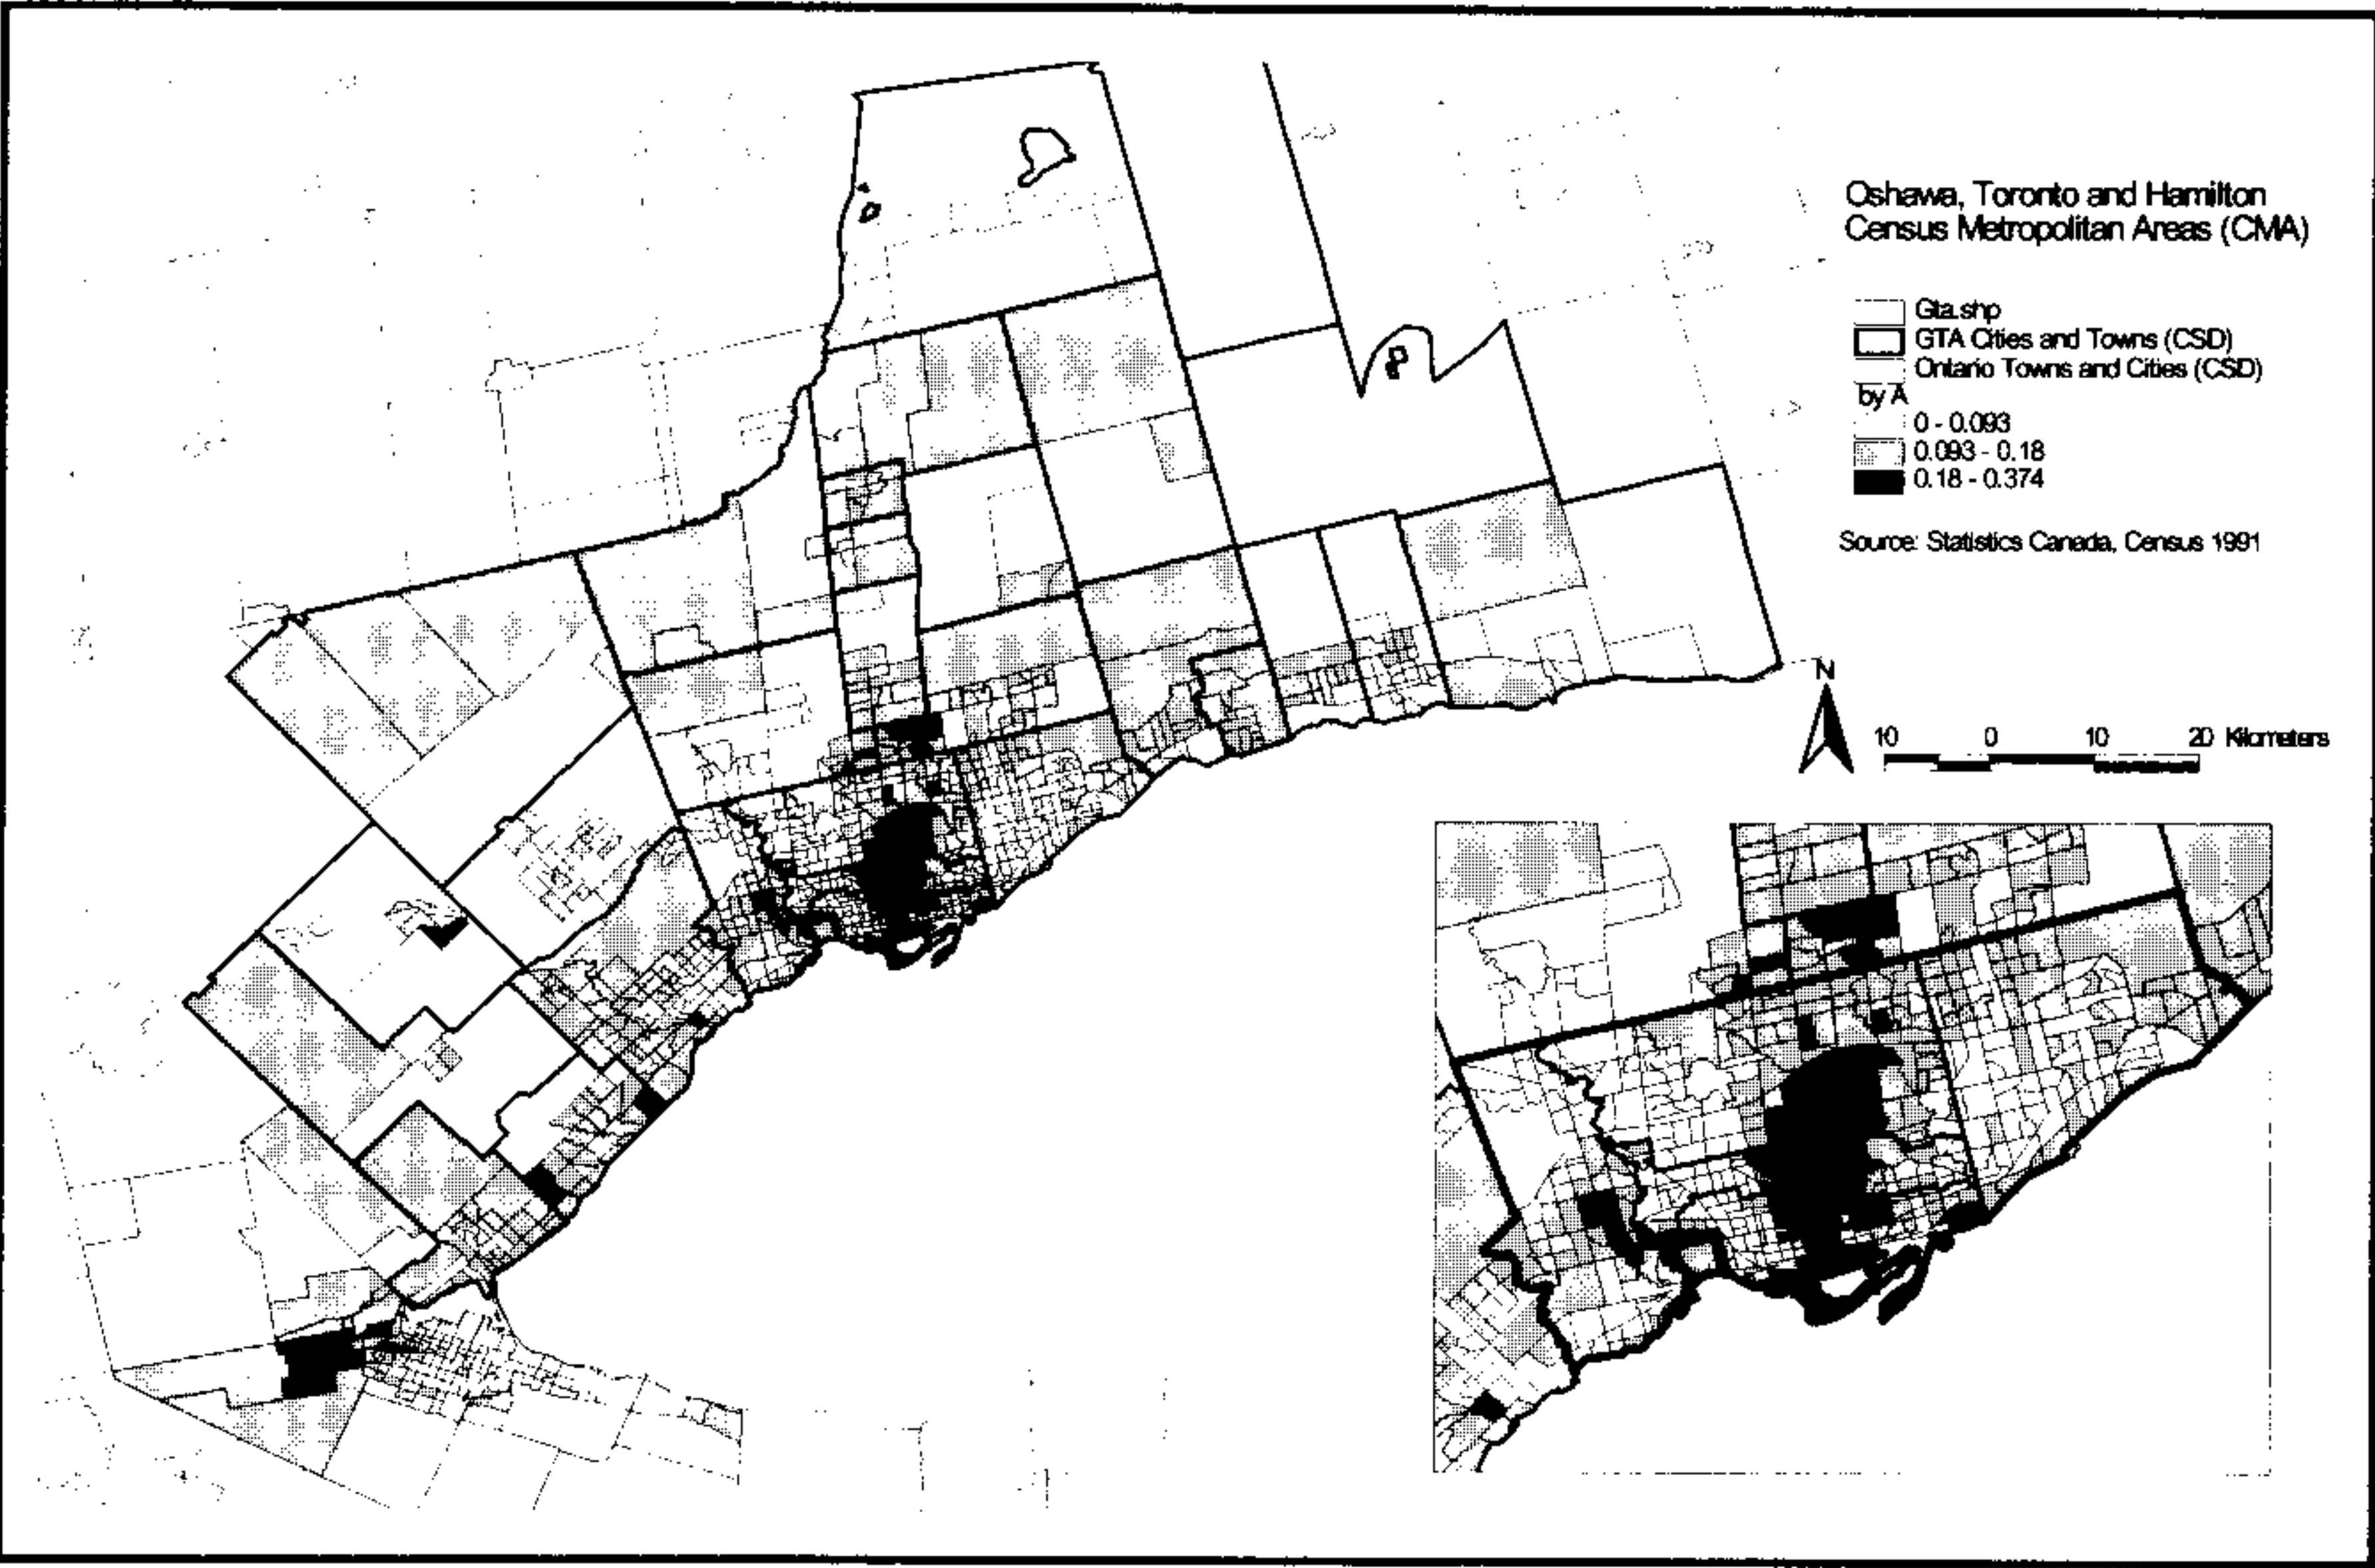 Oshawa, Toronto and Hamilton
Census Metropolitan Areas (CMA)
Gta.shp
GTA Cities and Towns (CSD)
Ontario Towns and Cities (CSD)
by A
0 - 0.093
0.093 - 0.18
0.18 - 0.374
Source: Statistics Canada, Census 1991
N
10 0 10 20 Kilometers